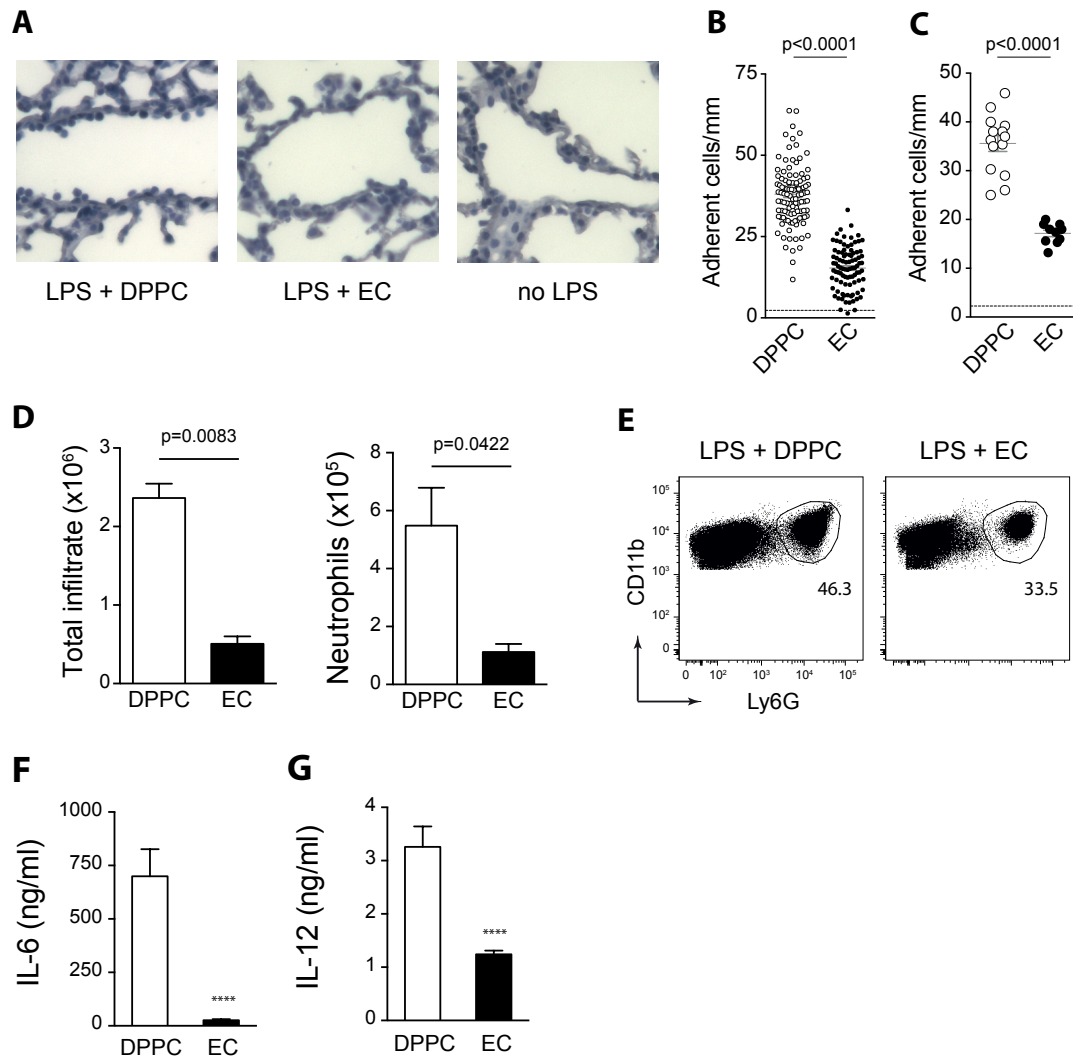 A
LPS + DPPC
LPS + EC
no LPS
B
p<0.0001
Adherent cells/mm
75
50
25
0
DPPC
EC
C
p<0.0001
Adherent cells/mm
50
40
30
20
10
0
DPPC
EC
D
p=0.0083
Total infiltrate (x10⁶)
3
2
1
0
DPPC
EC
p=0.0422
Neutrophils (x10⁵)
8
6
4
2
0
DPPC
EC
E
LPS + DPPC
LPS + EC
CD11b
10⁵
10⁴
10³
10²
0
46.3
33.5
0 10² 10³ 10⁴ 10⁵
Ly6G
F
IL-6 (ng/ml)
1000
750
500
250
0
****
DPPC
EC
G
IL-12 (ng/ml)
4
3
2
1
0
****
DPPC
EC